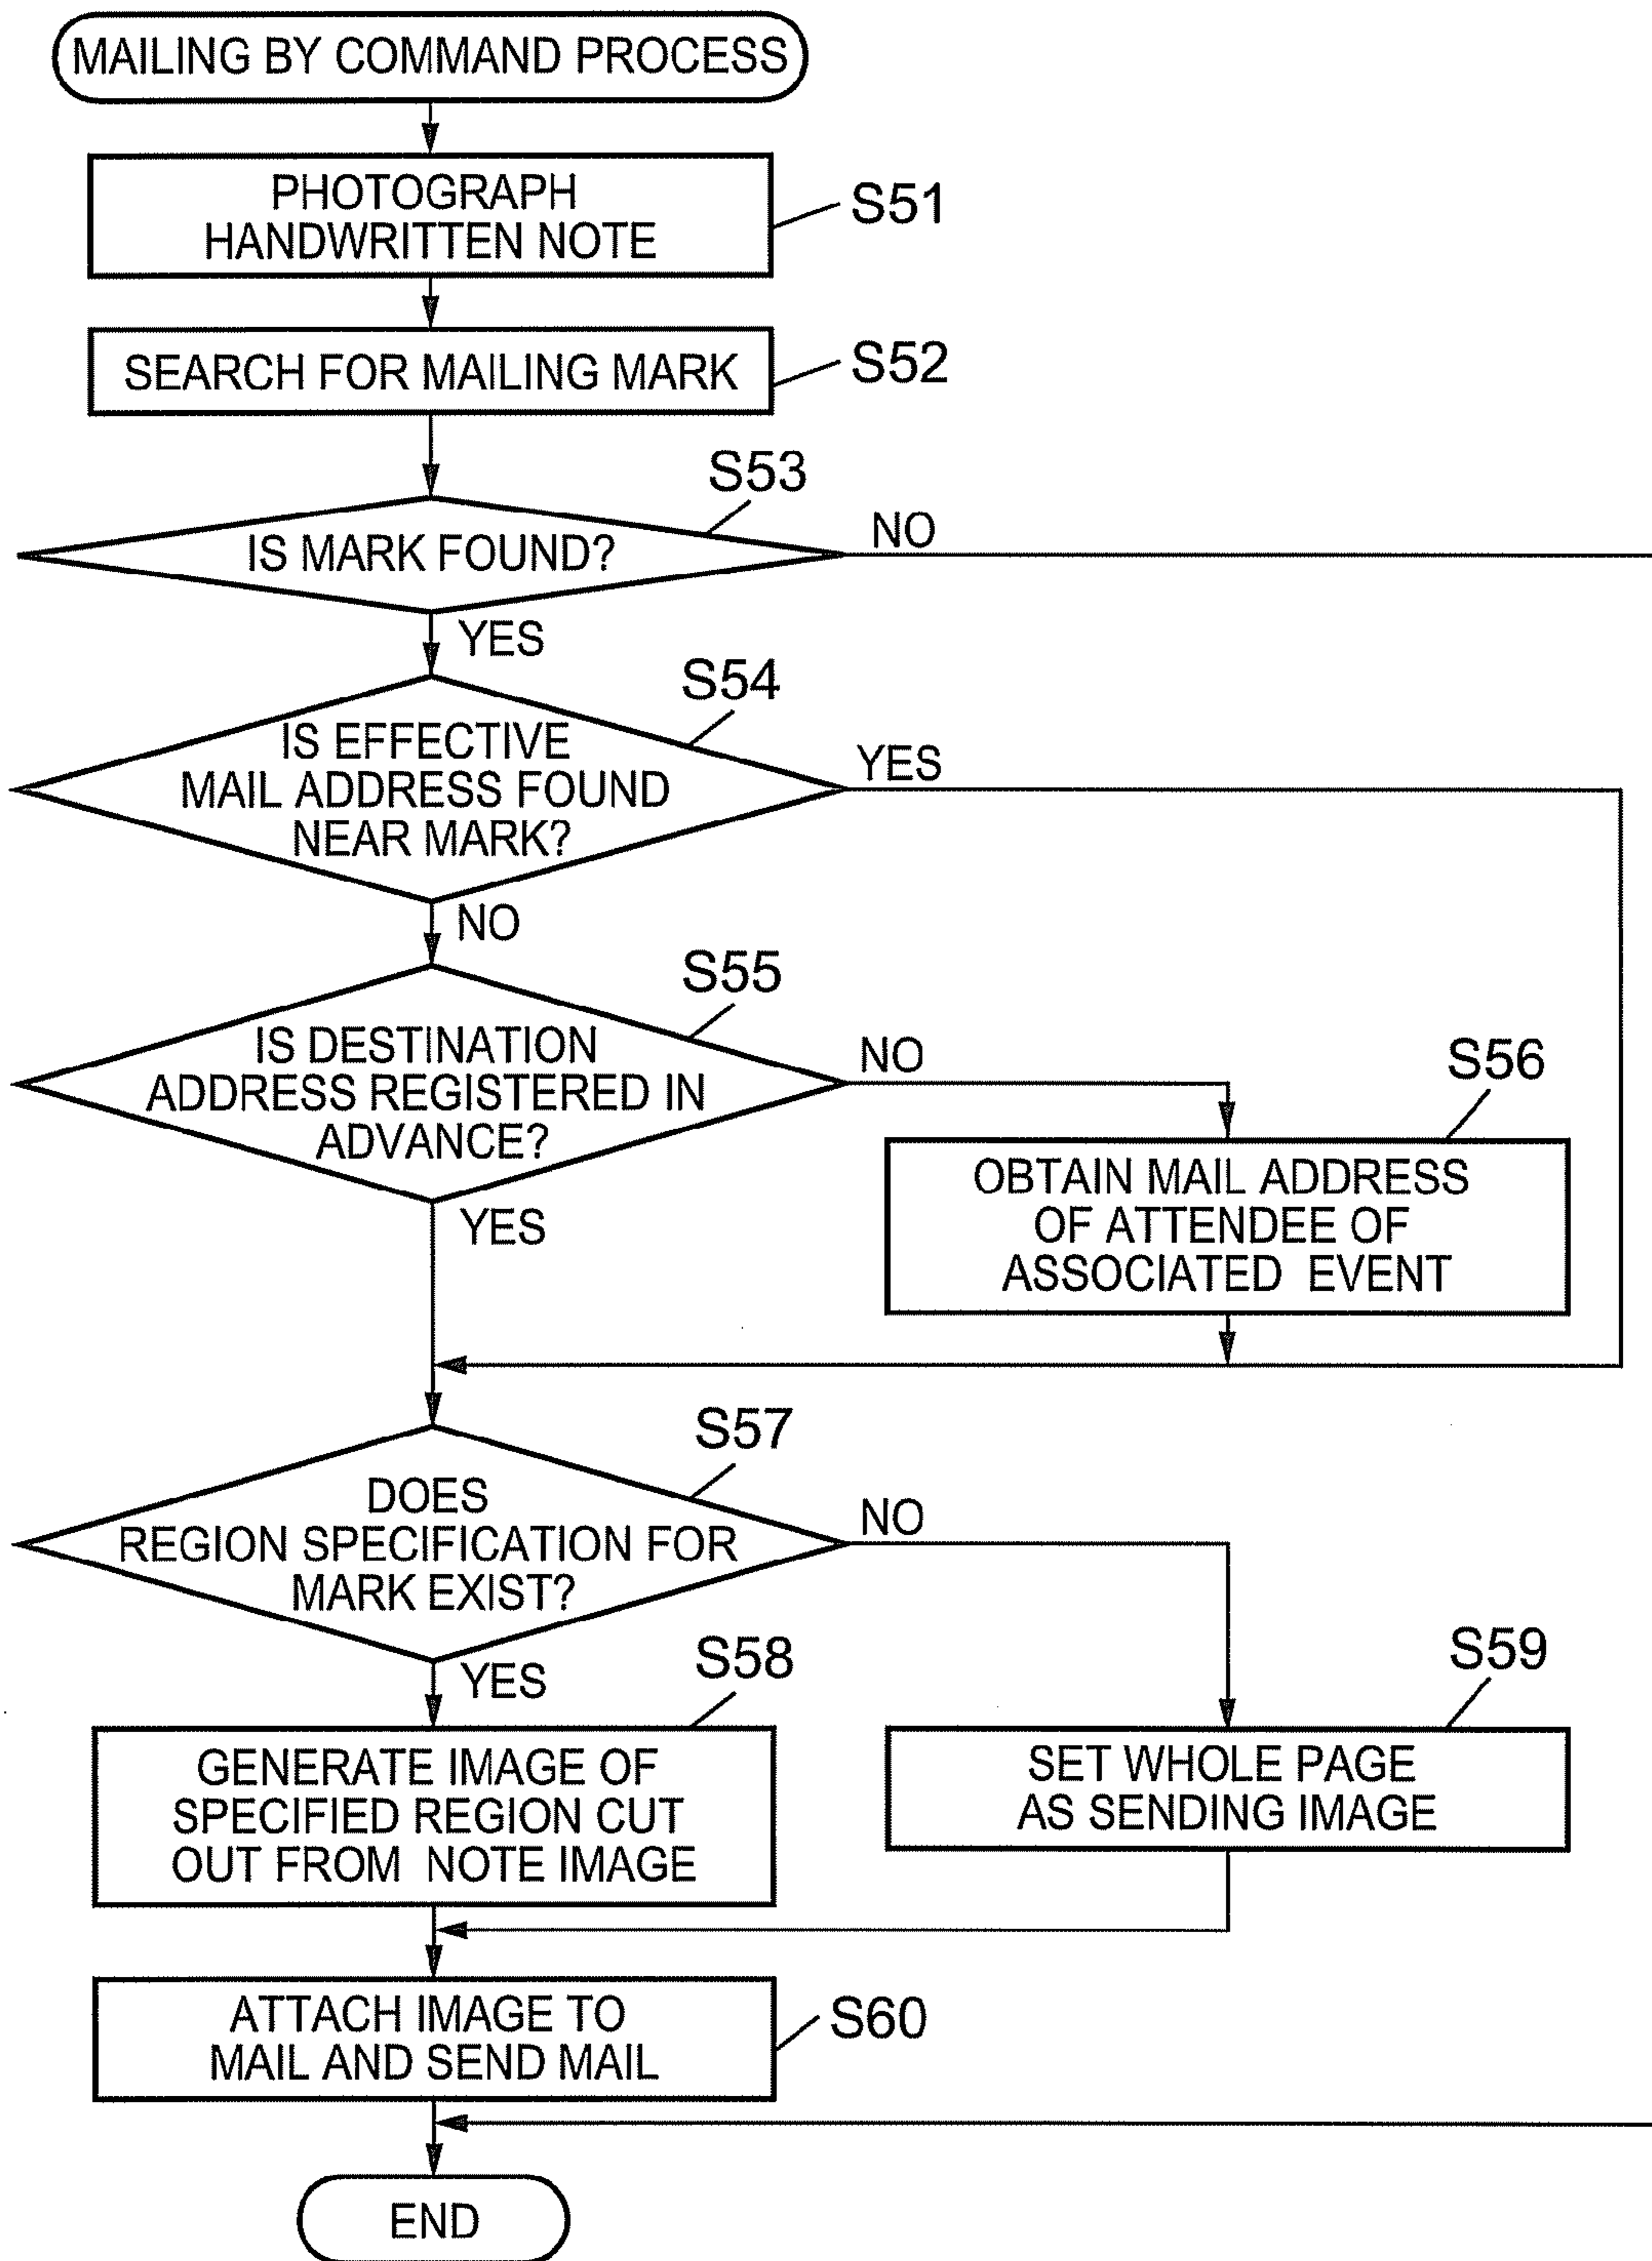 MAILING BY COMMAND PROCESS
PHOTOGRAPH
HANDWRITTEN NOTE
S51
SEARCH FOR MAILING MARK
S52
S53
IS MARK FOUND?
NO
YES
S54
IS EFFECTIVE
MAIL ADDRESS FOUND
NEAR MARK?
YES
NO
S55
IS DESTINATION
ADDRESS REGISTERED IN
ADVANCE?
NO
YES
S56
OBTAIN MAIL ADDRESS
OF ATTENDEE OF
ASSOCIATED EVENT
S57
DOES
REGION SPECIFICATION FOR
MARK EXIST?
NO
YES
S58
GENERATE IMAGE OF
SPECIFIED REGION CUT
OUT FROM NOTE IMAGE
S59
SET WHOLE PAGE
AS SENDING IMAGE
ATTACH IMAGE TO
MAIL AND SEND MAIL
S60
END